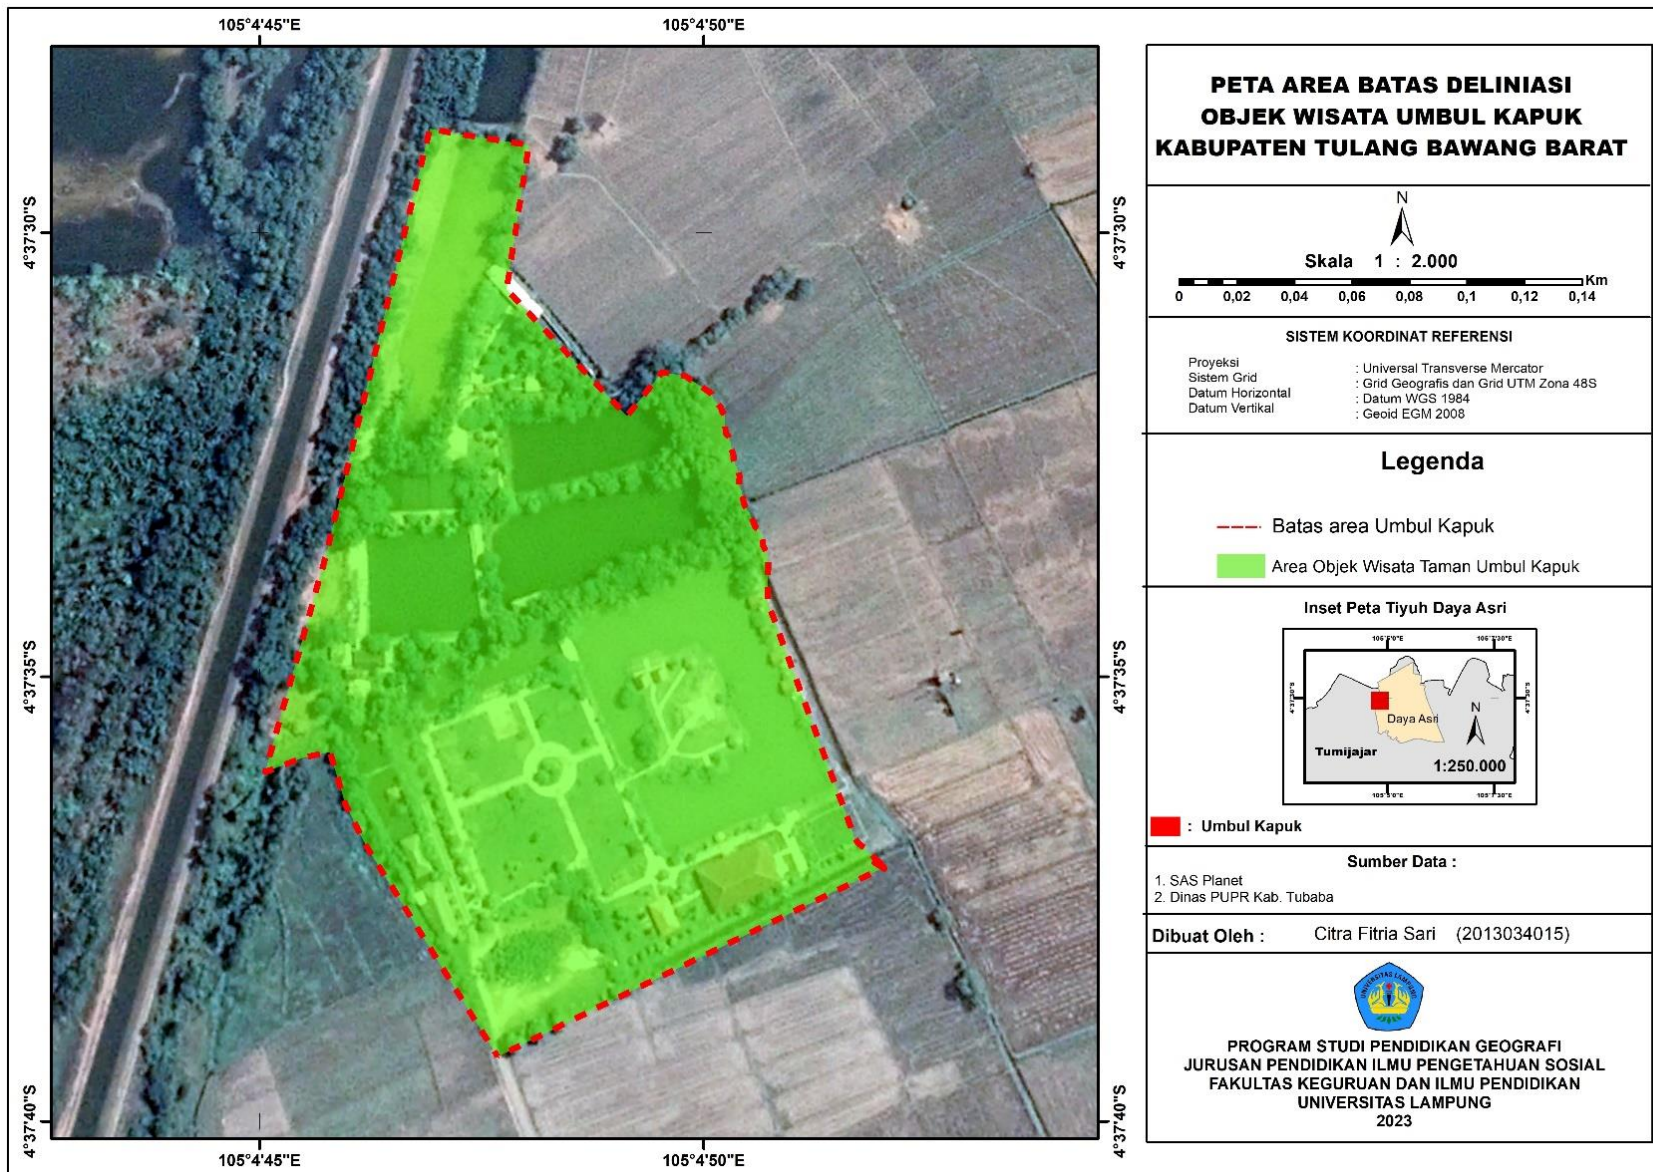 105°4'45"E
105°4'50"E
4°37'30"S
4°37'30"S
4°37'35"S
4°37'35"S
4°37'40"S
4°37'40"S
105°4'45"E
105°4'50"E
PETA AREA BATAS DELINIASI
OBJEK WISATA UMBUL KAPUK
KABUPATEN TULANG BAWANG BARAT
N
Skala 1 : 2.000
Km
0 0,02 0,04 0,06 0,08 0,1 0,12 0,14
SISTEM KOORDINAT REFERENSI
Proyeksi : Universal Transverse Mercator
Sistem Grid : Grid Geografis dan Grid UTM Zona 48S
Datum Horizontal : Datum WGS 1984
Datum Vertikal : Geoid EGM 2008
Legenda
Batas area Umbul Kapuk
Area Objek Wisata Taman Umbul Kapuk
Inset Peta Tiyuh Daya Asri
N
Daya Asri
Tumijajar
1:250.000
: Umbul Kapuk
Sumber Data :
1. SAS Planet
2. Dinas PUPR Kab. Tubaba
Dibuat Oleh : Citra Fitria Sari (2013034015)
UNIVERSITAS LAMPUNG
PROGRAM STUDI PENDIDIKAN GEOGRAFI
JURUSAN PENDIDIKAN ILMU PENGETAHUAN SOSIAL
FAKULTAS KEGURUAN DAN ILMU PENDIDIKAN
UNIVERSITAS LAMPUNG
2023